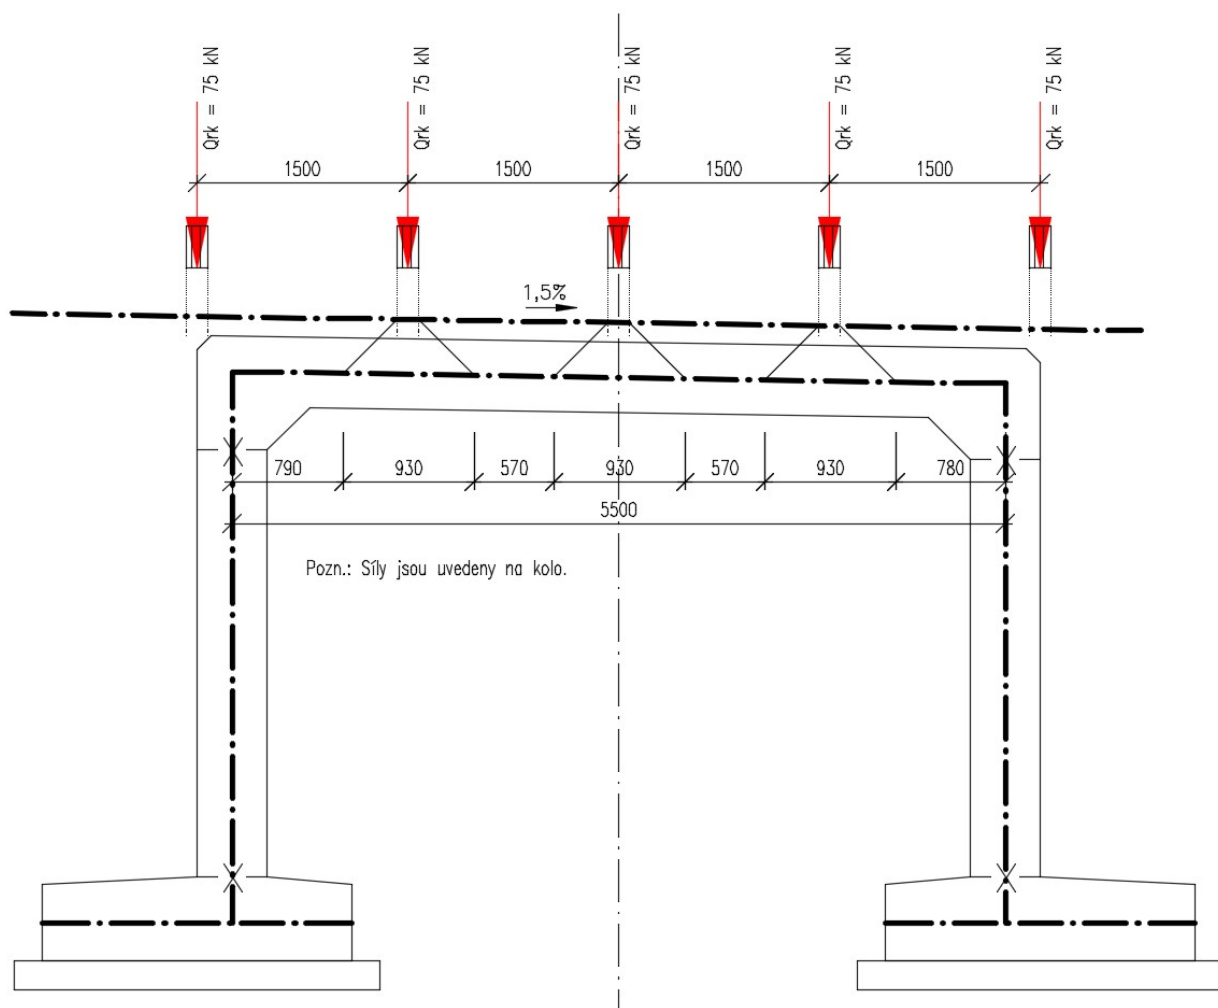 Qrk = 75 kN
Qrk = 75 kN
Qrk = 75 kN
Qrk = 75 kN
Qrk = 75 kN
1500
1500
1500
1500
1,5%
790
930
570
930
570
930
780
5500
Pozn.: Síly jsou uvedeny na kolo.